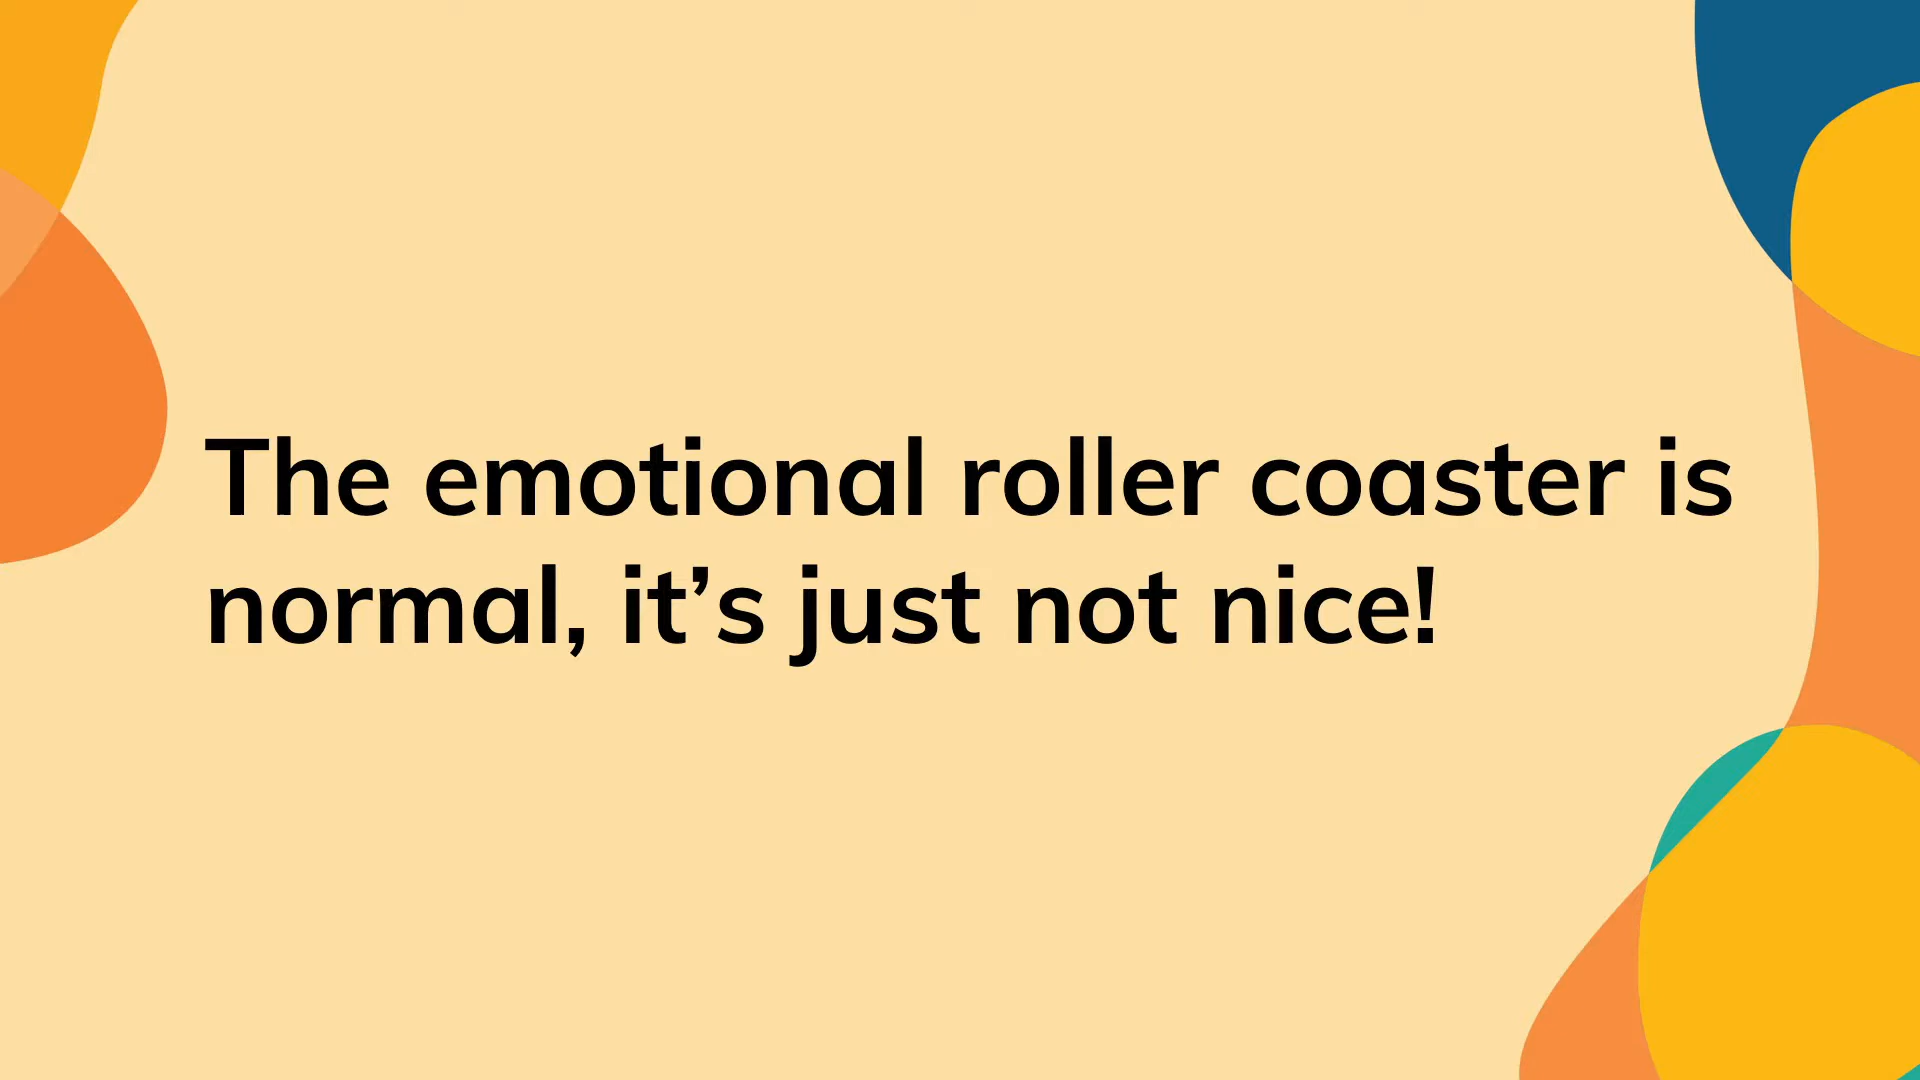 The emotional roller coaster is
normal, it’s just not nice!